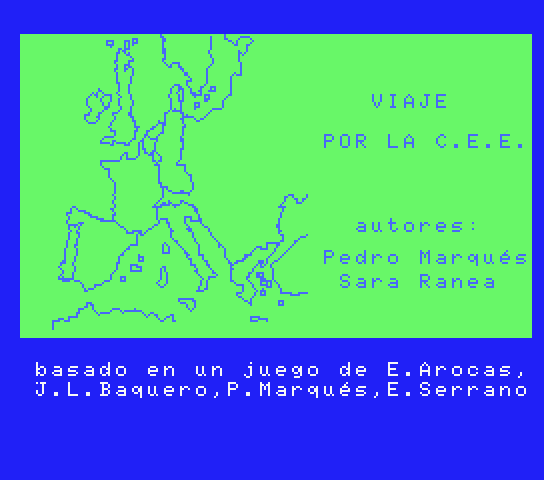 VIAJE
POR LA C.E.E.
autores:
Pedro Marqués
Sara Ranea
basado en un juego de E.Arocas,
J.L.Baquero,P.Marqués,E.Serrano